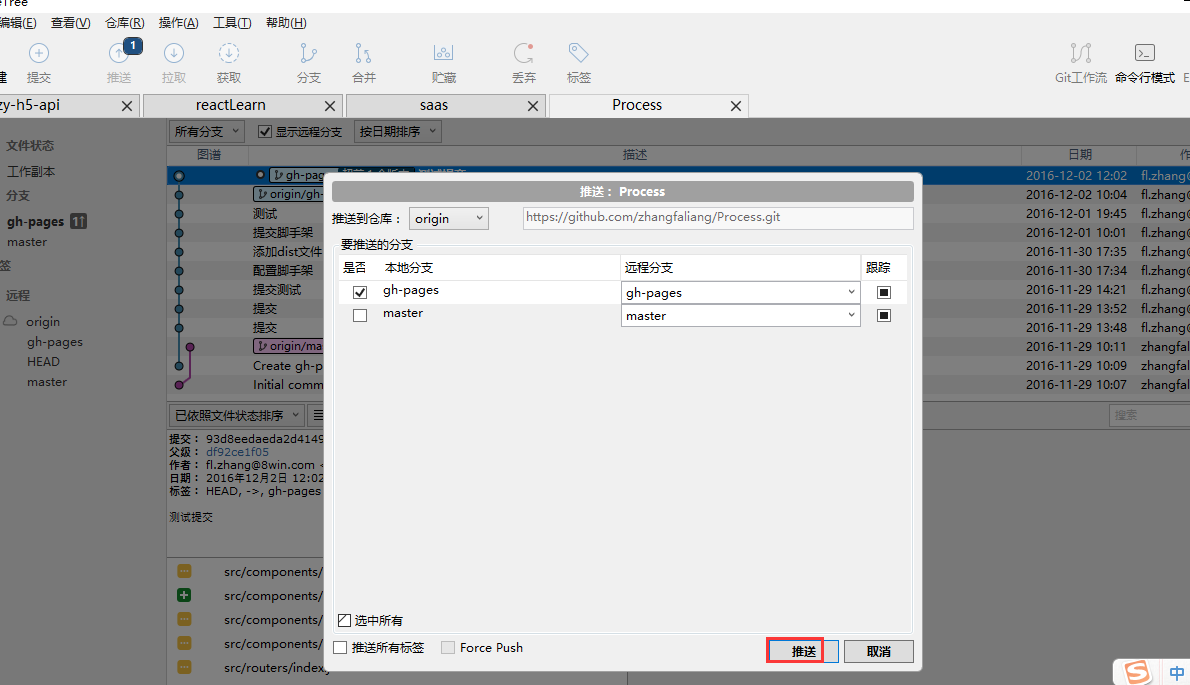 编辑(E) 查看(V) 仓库(R) 操作(A) 工具(T) 帮助(H)
1
提交 推送 拉取 获取 分支 合并 贮藏 丢弃 标签 Git工作流 命令行模式
zy-h5-api reactLearn saas Process
文件状态
工作副本
分支
gh-pages 1
master
签
远程
origin
gh-pages
HEAD
master
所有分支 显示远程分支 按日期排序
图谱 描述 日期 作
2016-12-02 12:02 fl.zhang@
origin/gh- 2016-12-02 10:04 fl.zhang@
测试 2016-12-01 19:45 fl.zhang@
提交脚手架 2016-12-01 10:01 fl.zhang@
添加dist文件 2016-11-30 17:35 fl.zhang@
配置脚手架 2016-11-30 17:34 fl.zhang@
提交测试 2016-11-29 14:21 fl.zhang@
提交 2016-11-29 13:52 fl.zhang@
提交 2016-11-29 13:48 fl.zhang@
origin/ma 2016-11-29 10:11 zhangfal
Create gh-p 2016-11-29 10:09 zhangfal
Initial comm 2016-11-29 10:07 zhangfal
已依照文件状态排序 搜索
提交： 93d8eedaeda2d4149
父级： df92ce1f05
作者： fl.zhang@8win.com <
日期： 2016年12月2日 12:02
标签： HEAD, ->, gh-pages
测试提交
src/components/
src/components/
src/components/
src/components/
src/routers/index.
推送： Process
推送到仓库： origin https://github.com/zhangfaliang/Process.git
要推送的分支
是否 本地分支 远程分支 跟踪
gh-pages gh-pages
master master
选中所有
推送所有标签 Force Push
推送 取消
S 中